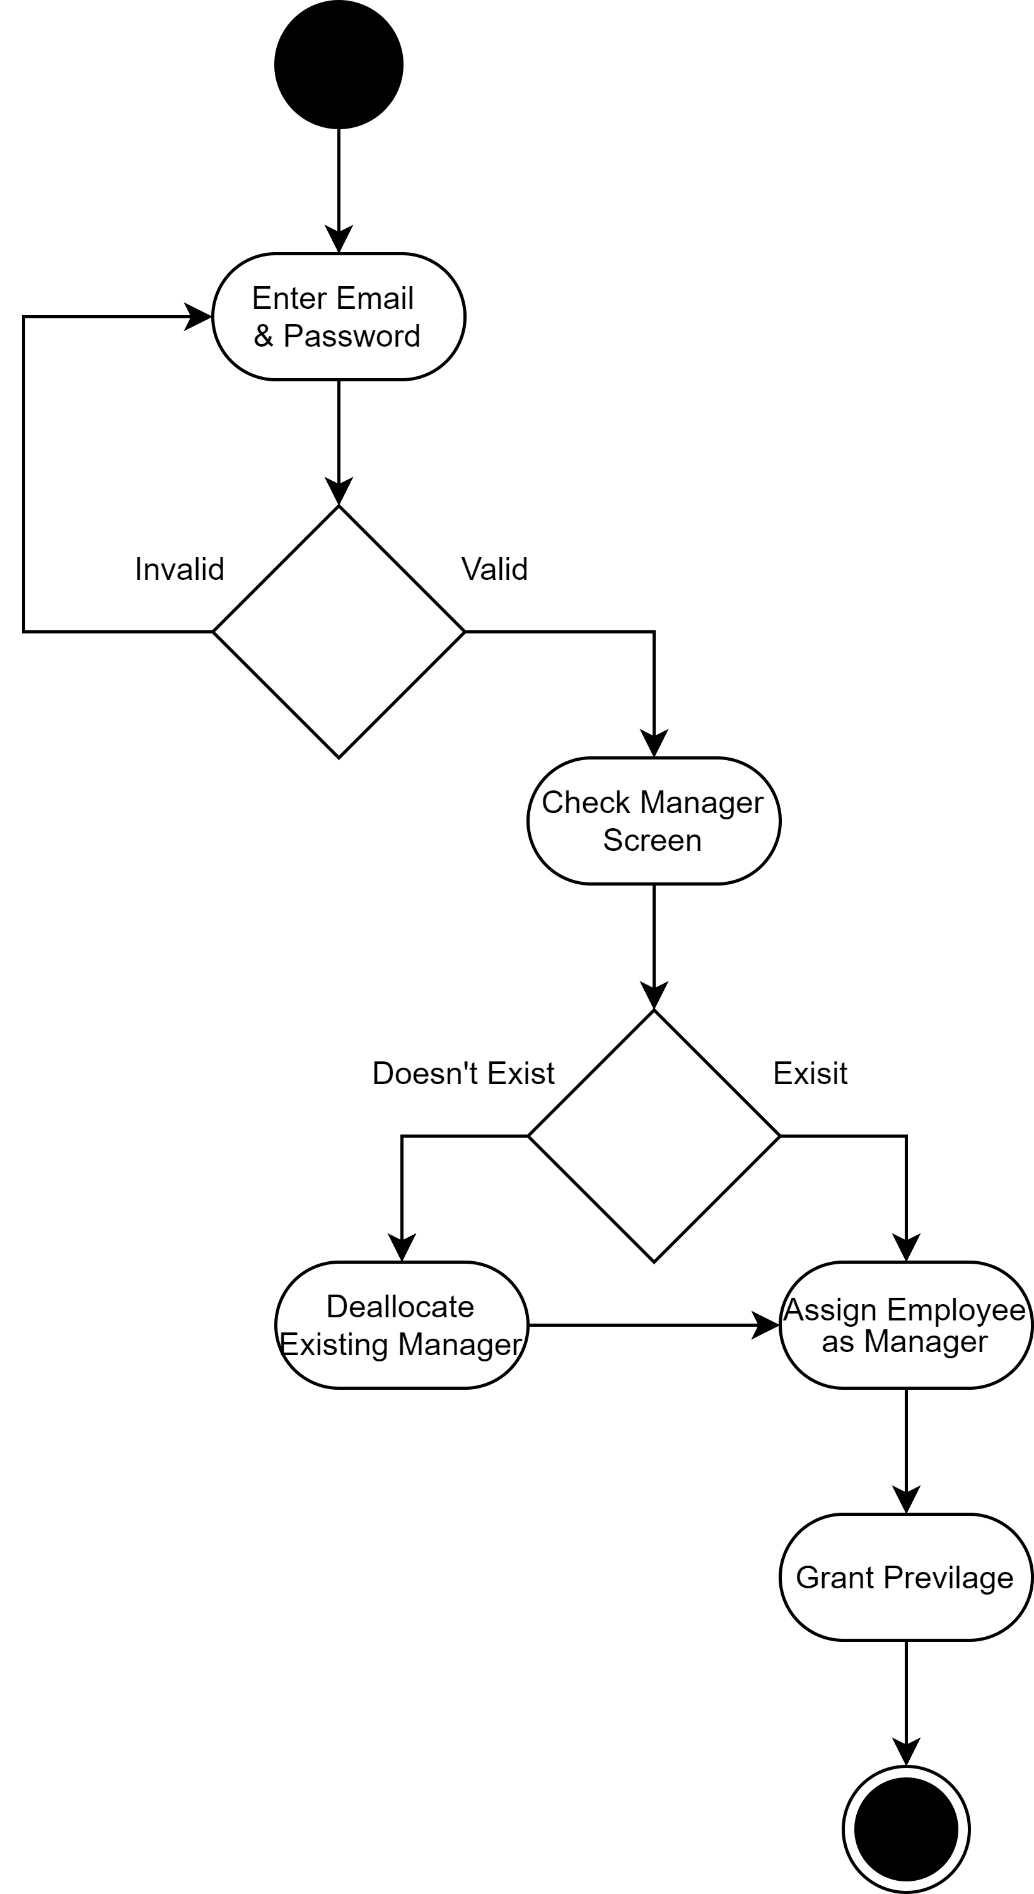 Enter Email
& Password
Invalid
Valid
Check Manager
Screen
Doesn't Exist
Exisit
Deallocate
Existing Manager
Assign Employee
as Manager
Grant Previlage